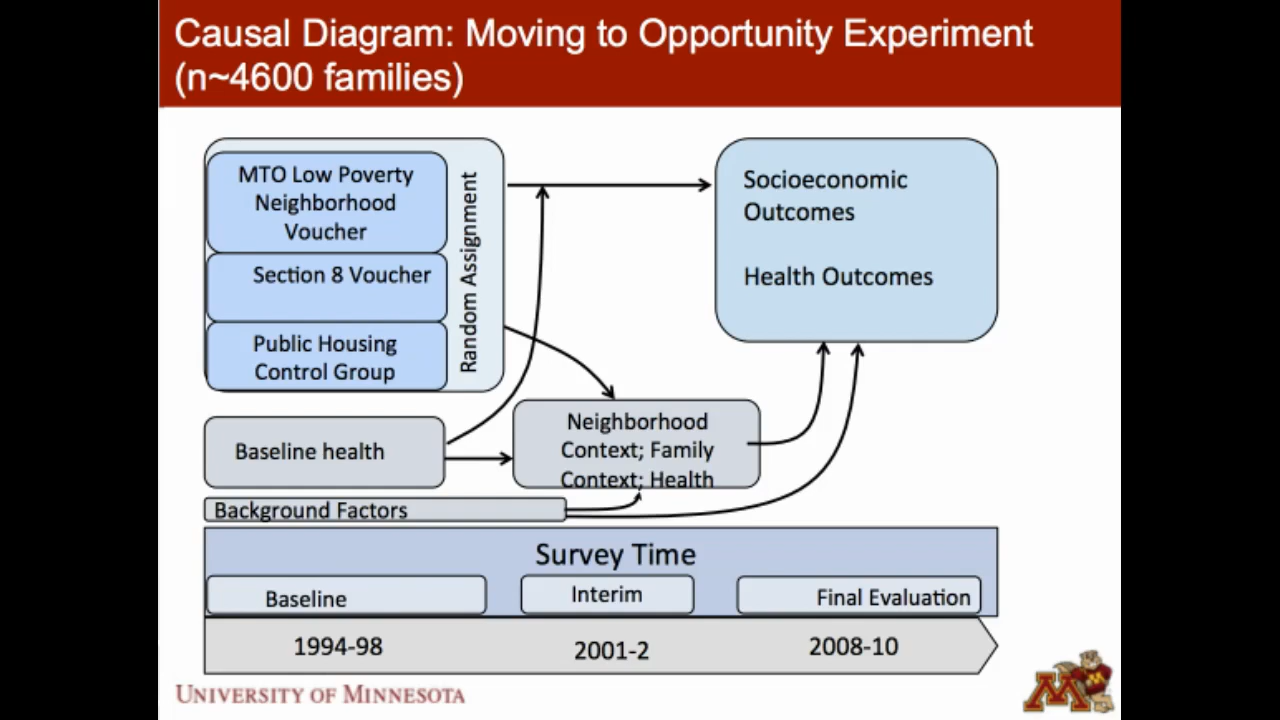 Causal Diagram: Moving to Opportunity Experiment
(n~4600 families)
MTO Low Poverty
Neighborhood
Voucher
Section 8 Voucher
Public Housing
Control Group
Random Assignment
Socioeconomic
Outcomes
Health Outcomes
Baseline health
Neighborhood
Context; Family
Context; Health
Background Factors
Survey Time
Baseline
Interim
Final Evaluation
1994-98
2001-2
2008-10
UNIVERSITY OF MINNESOTA
M